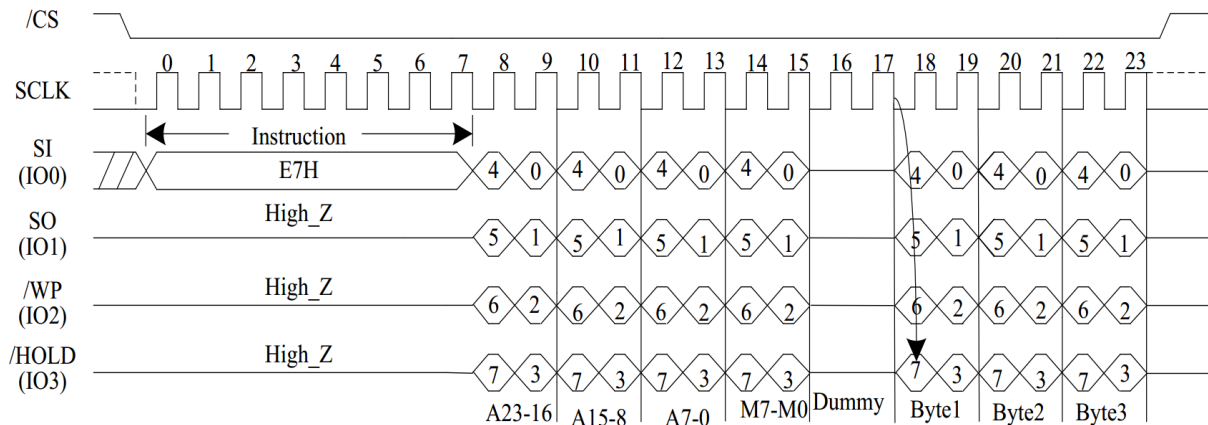 /CS
0 1 2 3 4 5 6 7 8 9 10 11 12 13 14 15 16 17 18 19 20 21 22 23
SCLK
Instruction
SI
(IO0)
E7H
4 0 4 0 4 0 4 0 4 0 4 0 4 0
High_Z
SO
(IO1)
5 1 5 1 5 1 5 1 5 1 5 1 5 1
High_Z
/WP
(IO2)
6 2 6 2 6 2 6 2 6 2 6 2 6 2
High_Z
/HOLD
(IO3)
7 3 7 3 7 3 7 3 7 3 7 3 7 3
A23-16 A15-8 A7-0 M7-M0 Dummy Byte1 Byte2 Byte3